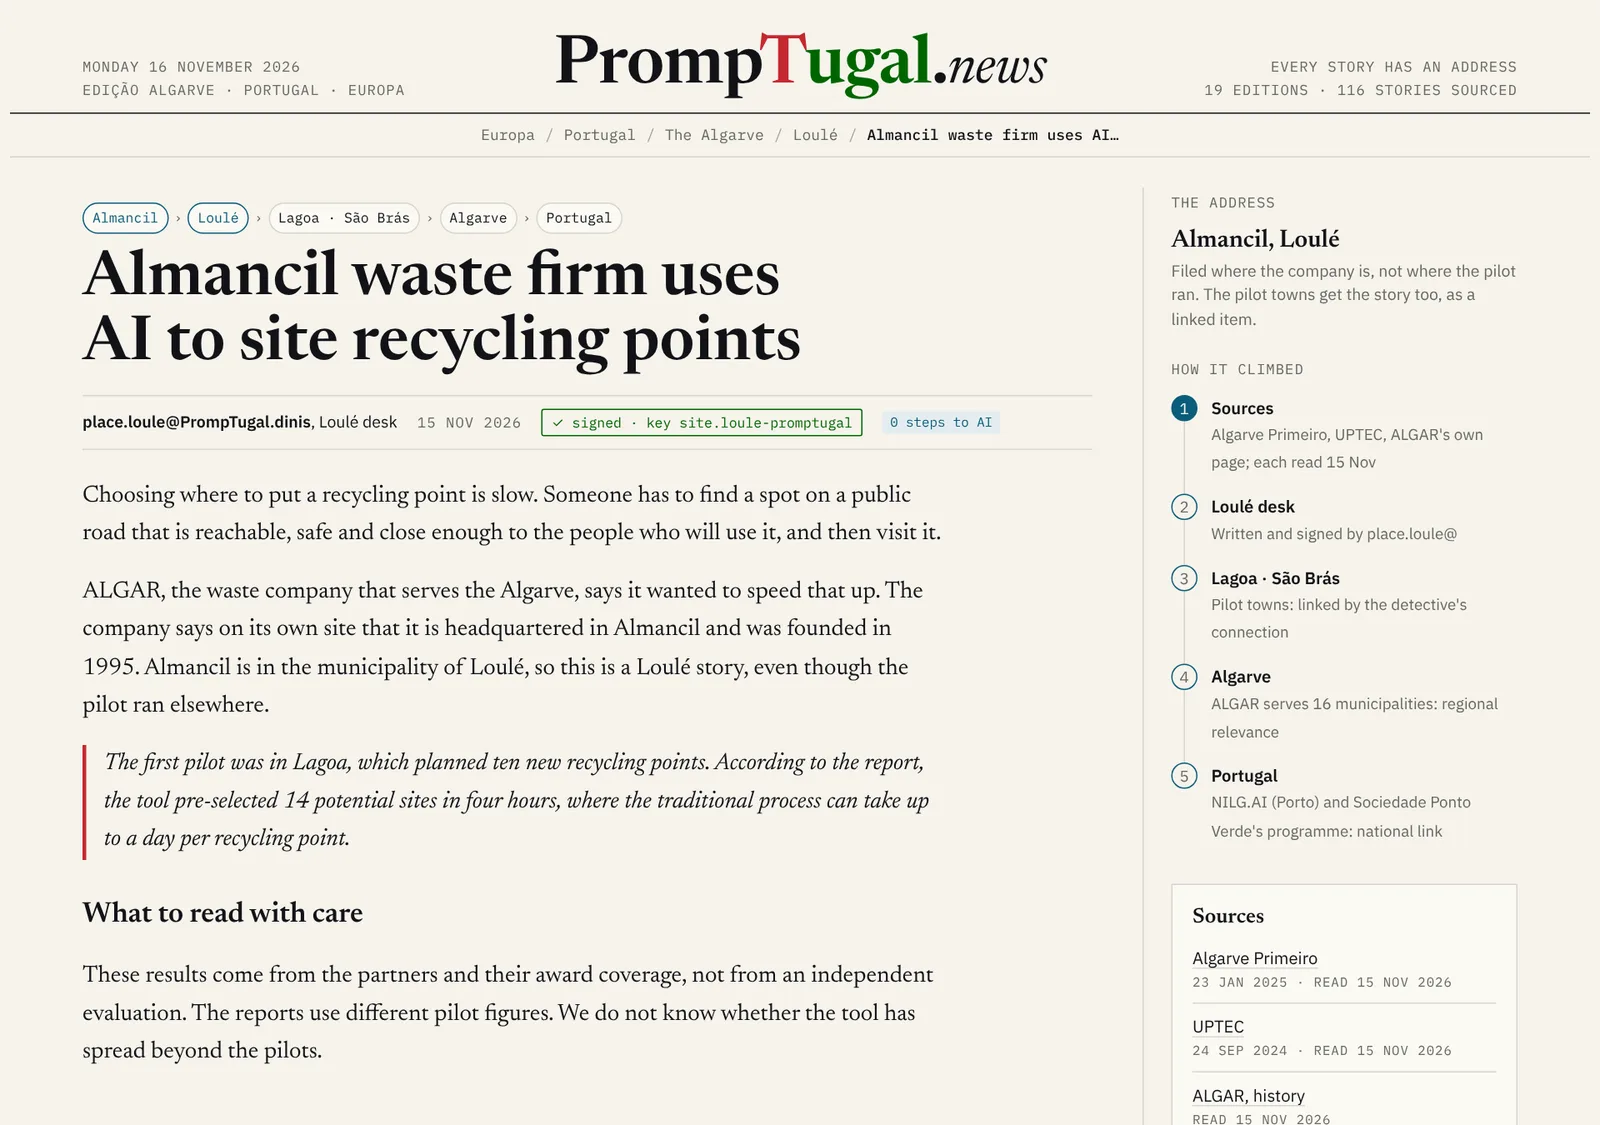 MONDAY 16 NOVEMBER 2026
EDIÇÃO ALGARVE · PORTUGAL · EUROPA
PrompTugal.news
EVERY STORY HAS AN ADDRESS
19 EDITIONS · 116 STORIES SOURCED
Europa / Portugal / The Algarve / Loulé / Almancil waste firm uses AI…
Almancil › Loulé › Lagoa · São Brás › Algarve › Portugal
Almancil waste firm uses
AI to site recycling points
place.loule@PrompTugal.dinis, Loulé desk 15 NOV 2026 ✓ signed · key site.loule-promptugal 0 steps to AI
Choosing where to put a recycling point is slow. Someone has to find a spot on a public
road that is reachable, safe and close enough to the people who will use it, and then visit it.
ALGAR, the waste company that serves the Algarve, says it wanted to speed that up. The
company says on its own site that it is headquartered in Almancil and was founded in
1995. Almancil is in the municipality of Loulé, so this is a Loulé story, even though the
pilot ran elsewhere.
The first pilot was in Lagoa, which planned ten new recycling points. According to the report,
the tool pre-selected 14 potential sites in four hours, where the traditional process can take up
to a day per recycling point.
What to read with care
These results come from the partners and their award coverage, not from an independent
evaluation. The reports use different pilot figures. We do not know whether the tool has
spread beyond the pilots.
THE ADDRESS
Almancil, Loulé
Filed where the company is, not where the pilot
ran. The pilot towns get the story too, as a
linked item.
HOW IT CLIMBED
1 Sources
Algarve Primeiro, UPTEC, ALGAR's own
page; each read 15 Nov
2 Loulé desk
Written and signed by place.loule@
3 Lagoa · São Brás
Pilot towns: linked by the detective's
connection
4 Algarve
ALGAR serves 16 municipalities: regional
relevance
5 Portugal
NILG.AI (Porto) and Sociedade Ponto
Verde's programme: national link
Sources
Algarve Primeiro
23 JAN 2025 · READ 15 NOV 2026
UPTEC
24 SEP 2024 · READ 15 NOV 2026
ALGAR, history
READ 15 NOV 2026